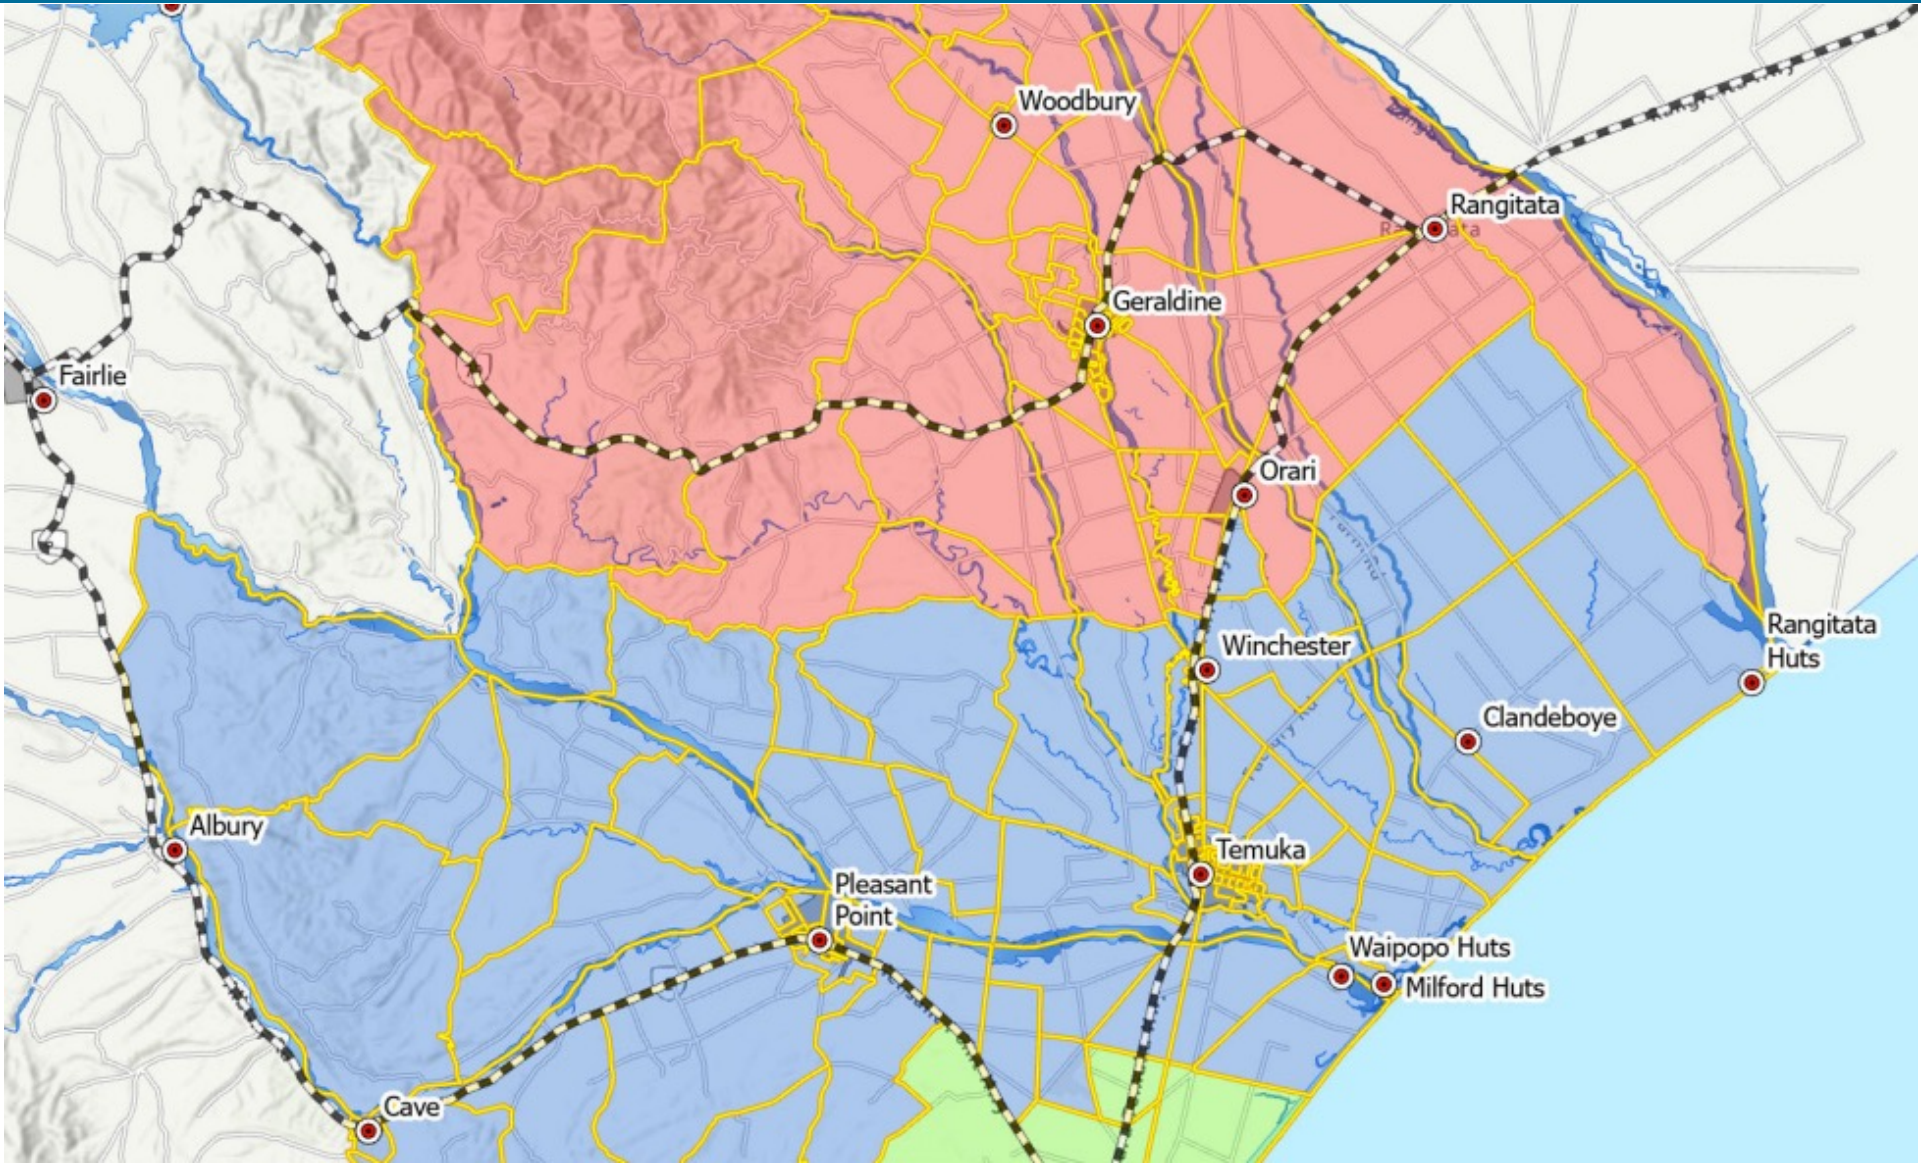 Woodbury
Rangitata
Geraldine
Fairlie
Orari
Rangitata
Huts
Winchester
Clandeboye
Albury
Temuka
Pleasant
Point
Waipopo Huts
Milford Huts
Cave